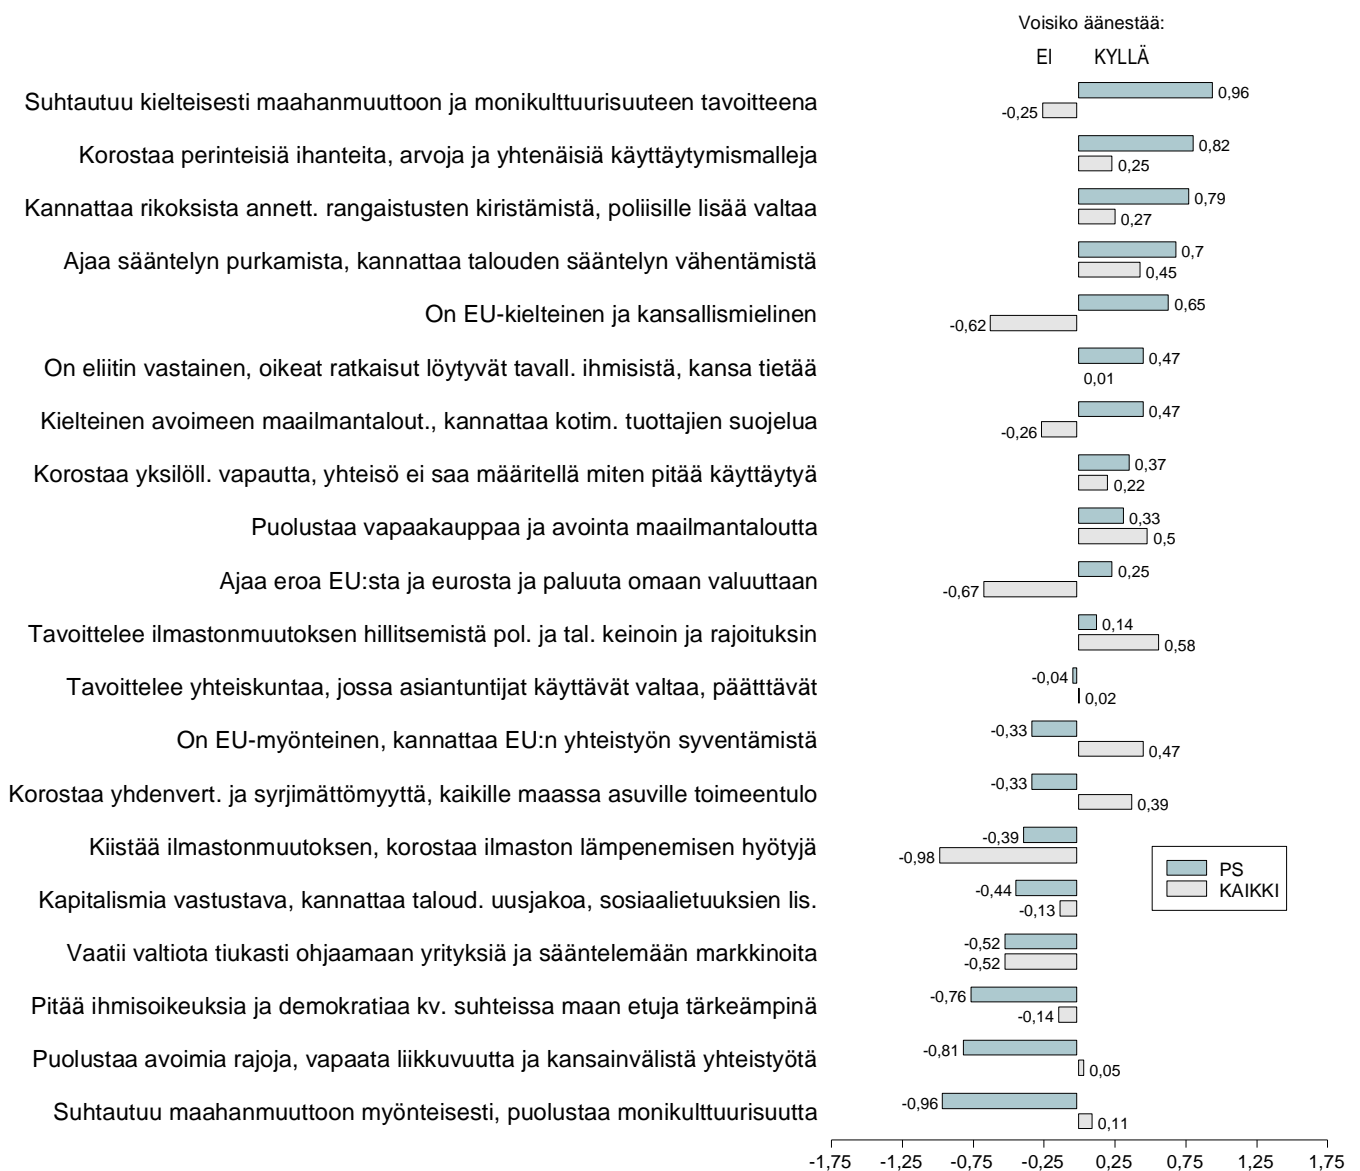 Voisiko äänestää:
EI KYLLÄ
Suhtautuu kielteisesti maahanmuuttoon ja monikulttuurisuuteen tavoitteena
0,96
-0,25
Korostaa perinteisiä ihanteita, arvoja ja yhtenäisiä käyttäytymismalleja
0,82
0,25
Kannattaa rikoksista annett. rangaistusten kiristämistä, poliisille lisää valtaa
0,79
0,27
Ajaa sääntelyn purkamista, kannattaa talouden sääntelyn vähentämistä
0,7
0,45
On EU-kielteinen ja kansallismielinen
0,65
-0,62
On eliitin vastainen, oikeat ratkaisut löytyvät tavall. ihmisistä, kansa tietää
0,47
0,01
Kielteinen avoimeen maailmantalout., kannattaa kotim. tuottajien suojelua
0,47
-0,26
Korostaa yksilöll. vapautta, yhteisö ei saa määritellä miten pitää käyttäytyä
0,37
0,22
Puolustaa vapaakauppaa ja avointa maailmantaloutta
0,33
0,5
Ajaa eroa EU:sta ja eurosta ja paluuta omaan valuuttaan
0,25
-0,67
Tavoittelee ilmastonmuutoksen hillitsemistä pol. ja tal. keinoin ja rajoituksin
0,14
0,58
Tavoittelee yhteiskuntaa, jossa asiantuntijat käyttävät valtaa, päätttävät
-0,04
0,02
On EU-myönteinen, kannattaa EU:n yhteistyön syventämistä
-0,33
0,47
Korostaa yhdenvert. ja syrjimättömyyttä, kaikille maassa asuville toimeentulo
-0,33
0,39
Kiistää ilmastonmuutoksen, korostaa ilmaston lämpenemisen hyötyjä
-0,39
-0,98
PS
KAIKKI
Kapitalismia vastustava, kannattaa taloud. uusjakoa, sosiaalietuuksien lis.
-0,44
-0,13
Vaatii valtiota tiukasti ohjaamaan yrityksiä ja sääntelemään markkinoita
-0,52
-0,52
Pitää ihmisoikeuksia ja demokratiaa kv. suhteissa maan etuja tärkeämpinä
-0,76
-0,14
Puolustaa avoimia rajoja, vapaata liikkuvuutta ja kansainvälistä yhteistyötä
-0,81
0,05
Suhtautuu maahanmuuttoon myönteisesti, puolustaa monikulttuurisuutta
-0,96
0,11
-1,75 -1,25 -0,75 -0,25 0,25 0,75 1,25 1,75